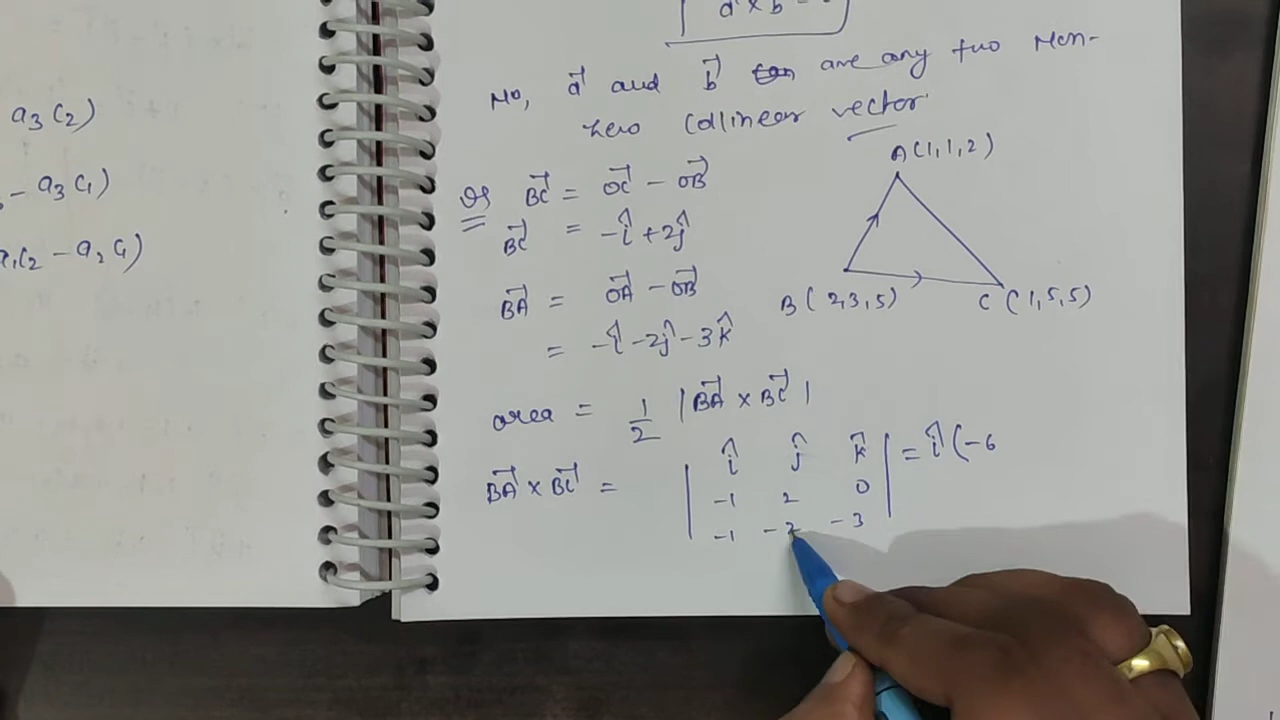 a3 c2)
- a3 c1)
a1c2 - a2 c1)
a⃗ × b⃗ =
No, a⃗ and b⃗ are any two Non-
zero collinear vector
Or BC⃗ = OC⃗ - OB⃗
BC⃗ = -î + 2ĵ
BA⃗ = OA⃗ - OB⃗
= -î - 2ĵ - 3k̂
A(1,1,2)
B(2,3,5) C(1,5,5)
area = 1/2 |BA⃗ × BC⃗|
BA⃗ × BC⃗ = | î ĵ k̂ | = î(-6
-1 2 0
-1 -2 -3